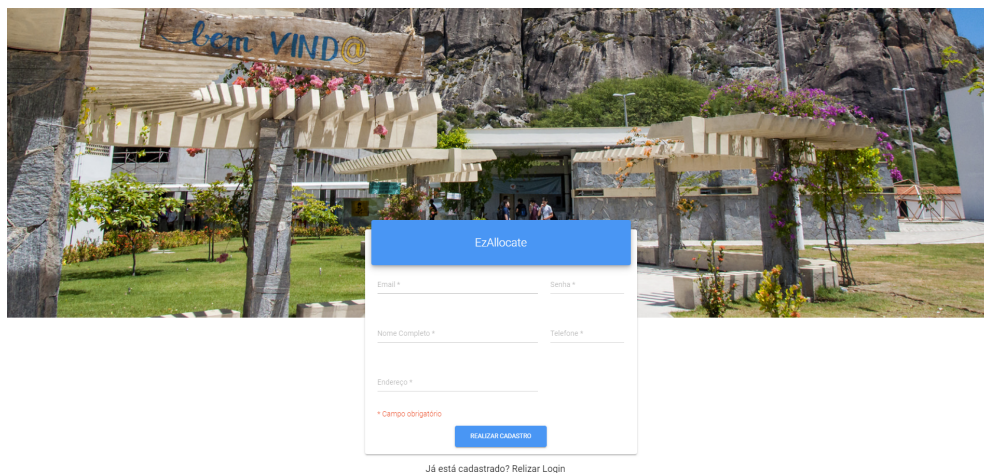 bem VIND@
EzAllocate
Email *
Senha *
Nome Completo *
Telefone *
Endereço *
* Campo obrigatório
REALIZAR CADASTRO
Já está cadastrado? Relizar Login